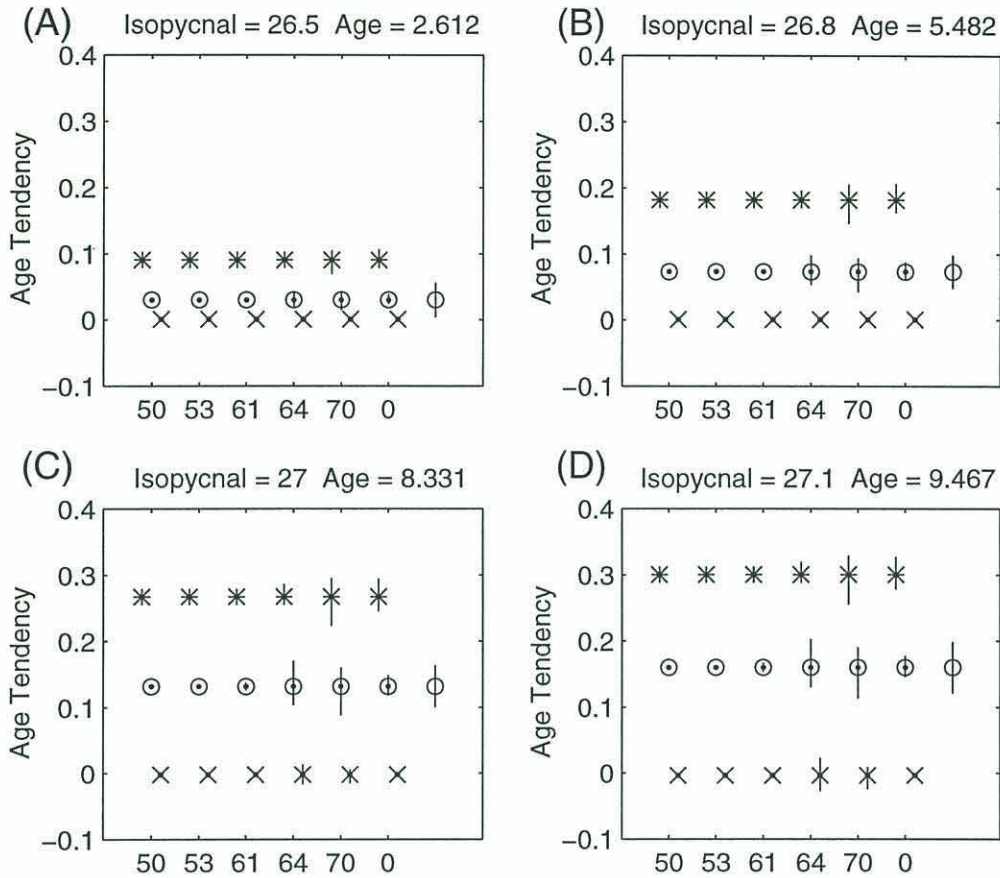 (A) Isopycnal = 26.5 Age = 2.612
Age Tendency
0.4
0.3
0.2
0.1
0
−0.1
50 53 61 64 70 0
(B) Isopycnal = 26.8 Age = 5.482
Age Tendency
0.4
0.3
0.2
0.1
0
−0.1
50 53 61 64 70 0
(C) Isopycnal = 27 Age = 8.331
Age Tendency
0.4
0.3
0.2
0.1
0
−0.1
50 53 61 64 70 0
(D) Isopycnal = 27.1 Age = 9.467
Age Tendency
0.4
0.3
0.2
0.1
0
−0.1
50 53 61 64 70 0